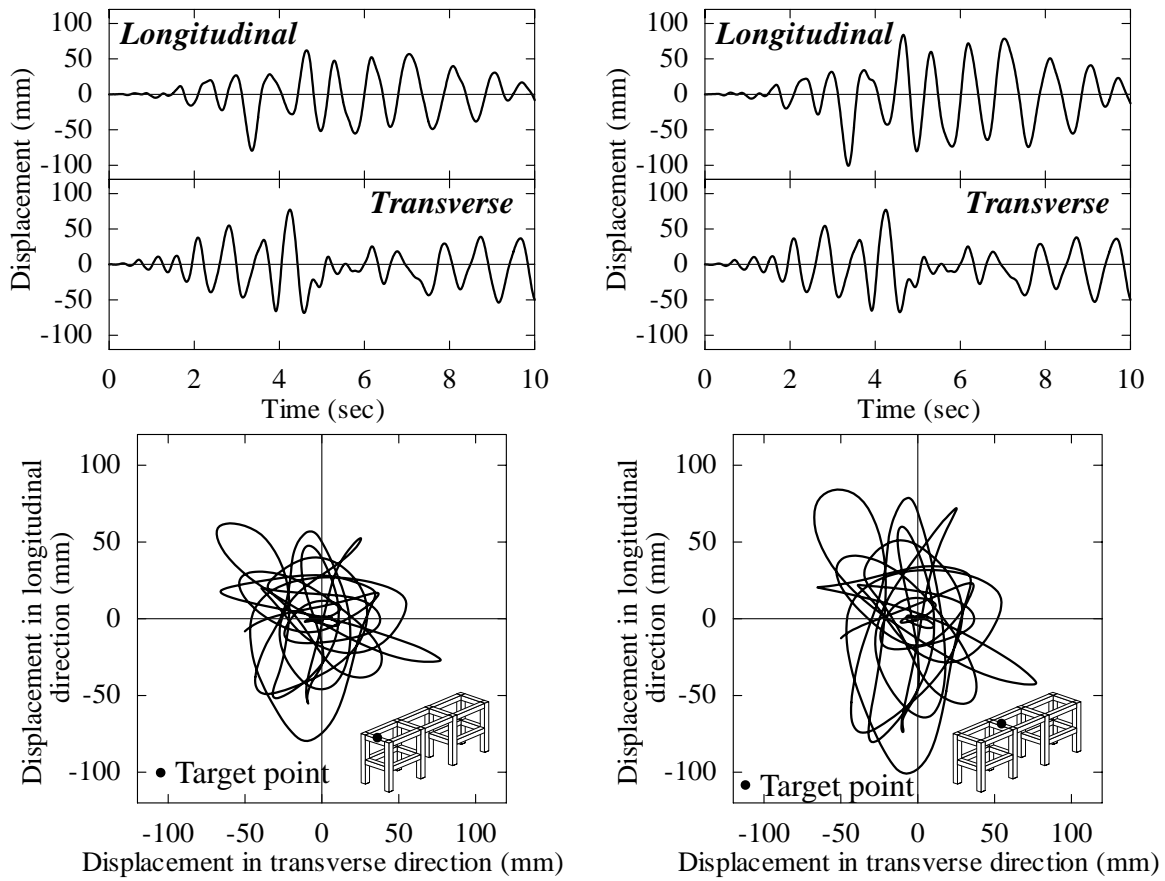 Longitudinal
100
50
0
-50
-100
Transverse
100
50
0
-50
-100
Displacement (mm)
0 2 4 6 8 10
Time (sec)
Longitudinal
100
50
0
-50
-100
Transverse
100
50
0
-50
-100
Displacement (mm)
0 2 4 6 8 10
Time (sec)
Displacement in longitudinal
direction (mm)
100
50
0
-50
-100
Target point
-100 -50 0 50 100
Displacement in transverse direction (mm)
Displacement in longitudinal
direction (mm)
100
50
0
-50
-100
Target point
-100 -50 0 50 100
Displacement in transverse direction (mm)